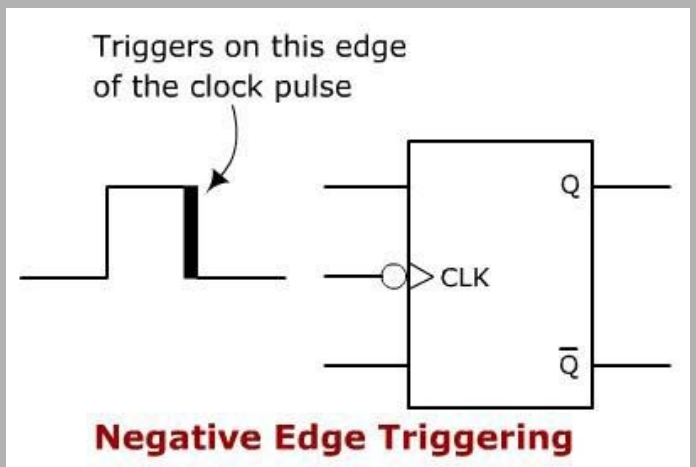 Triggers on this edge
of the clock pulse
Q
CLK
Q̅
Negative Edge Triggering